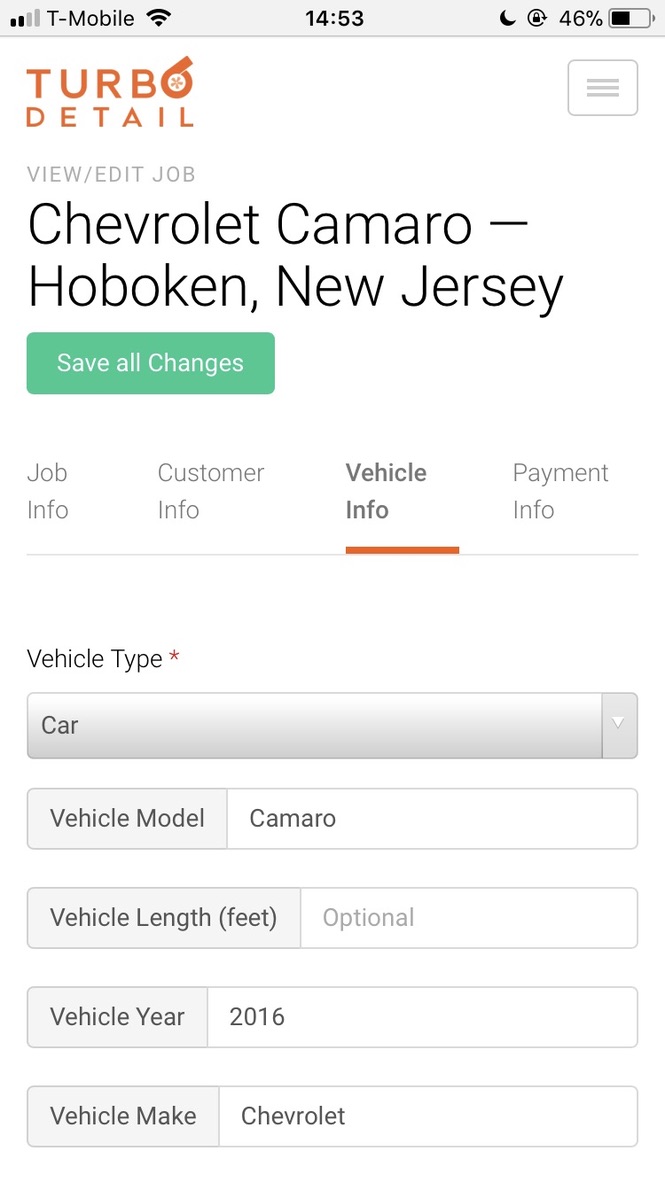 T-Mobile 14:53 46%
TURBO
DETAIL
VIEW/EDIT JOB
Chevrolet Camaro —
Hoboken, New Jersey
Save all Changes
Job Info
Customer Info
Vehicle Info
Payment Info
Vehicle Type *
Car
Vehicle Model Camaro
Vehicle Length (feet) Optional
Vehicle Year 2016
Vehicle Make Chevrolet